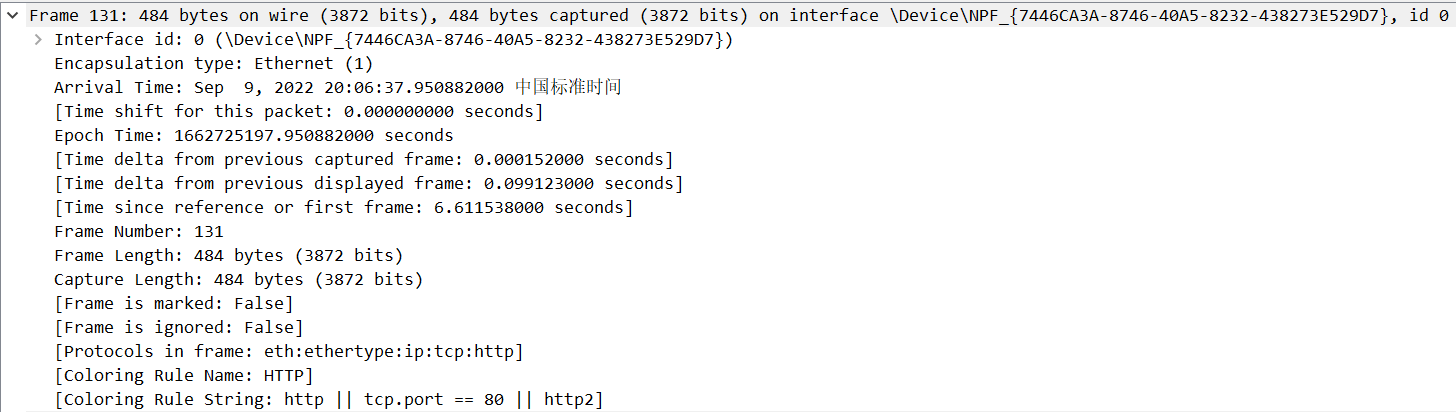 Frame 131: 484 bytes on wire (3872 bits), 484 bytes captured (3872 bits) on interface \Device\NPF_{7446CA3A-8746-40A5-8232-438273E529D7}, id 0
Interface id: 0 (\Device\NPF_{7446CA3A-8746-40A5-8232-438273E529D7})
Encapsulation type: Ethernet (1)
Arrival Time: Sep  9, 2022 20:06:37.950882000 中国标准时间
[Time shift for this packet: 0.000000000 seconds]
Epoch Time: 1662725197.950882000 seconds
[Time delta from previous captured frame: 0.000152000 seconds]
[Time delta from previous displayed frame: 0.099123000 seconds]
[Time since reference or first frame: 6.611538000 seconds]
Frame Number: 131
Frame Length: 484 bytes (3872 bits)
Capture Length: 484 bytes (3872 bits)
[Frame is marked: False]
[Frame is ignored: False]
[Protocols in frame: eth:ethertype:ip:tcp:http]
[Coloring Rule Name: HTTP]
[Coloring Rule String: http || tcp.port == 80 || http2]